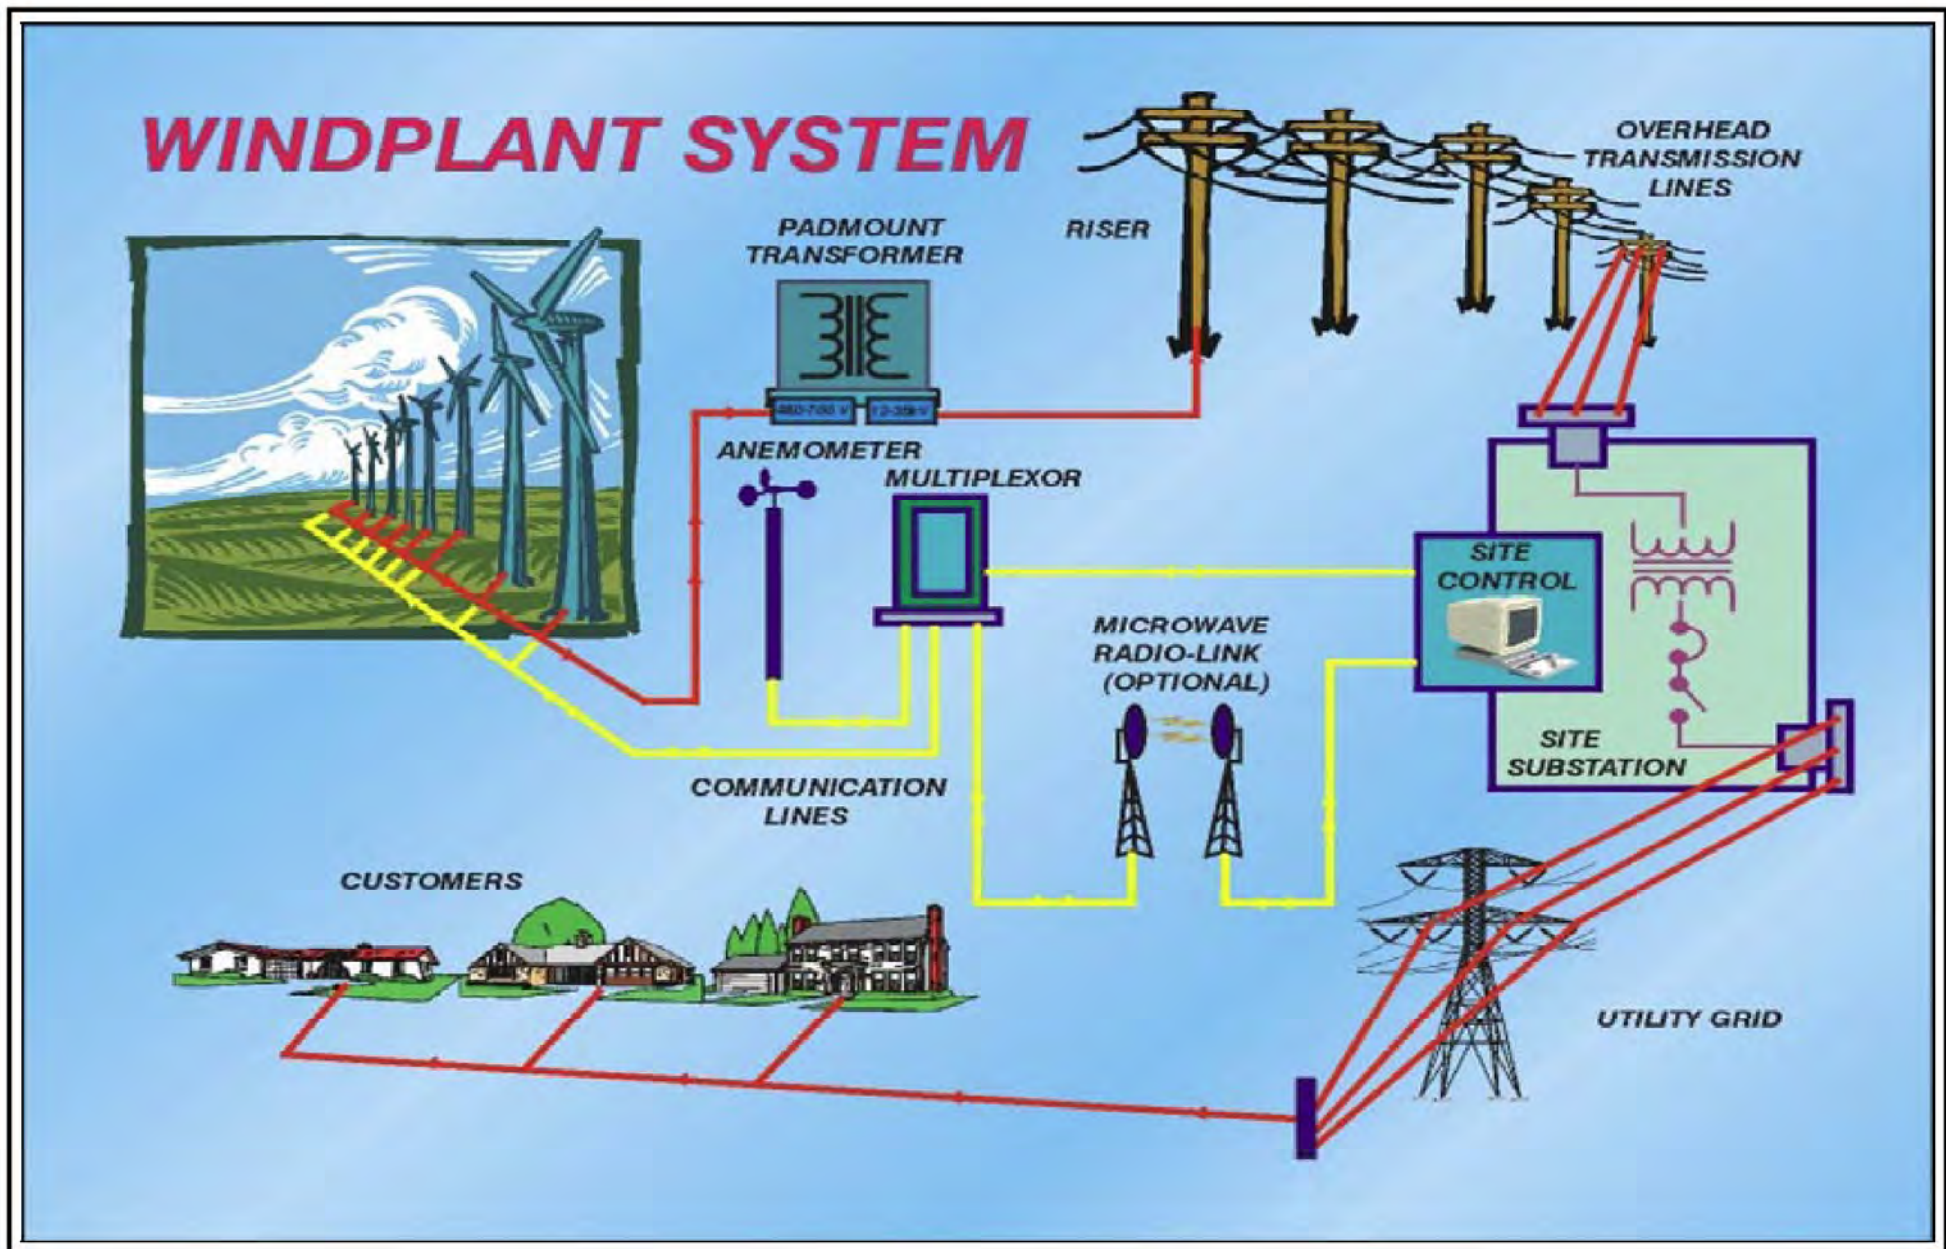 WINDPLANT SYSTEM
OVERHEAD
TRANSMISSION
LINES
PADMOUNT
TRANSFORMER
RISER
ANEMOMETER
MULTIPLEXOR
SITE
CONTROL
MICROWAVE
RADIO-LINK
(OPTIONAL)
SITE
SUBSTATION
COMMUNICATION
LINES
CUSTOMERS
UTILITY GRID